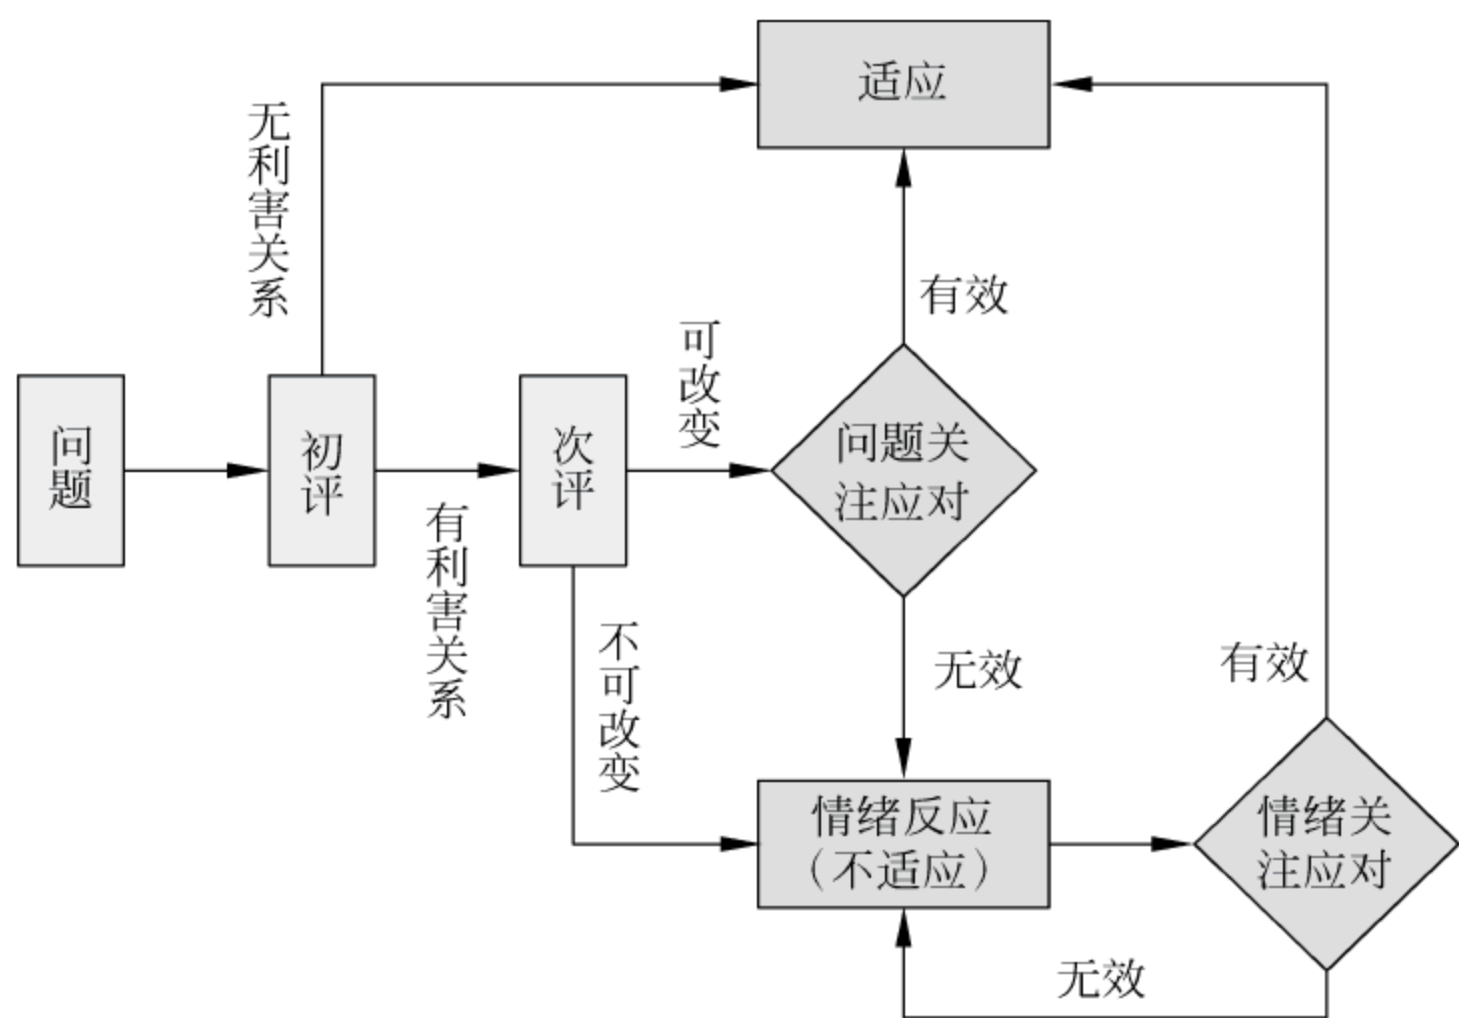 适应
无利害关系
有效
可改变
问题
初评
次评
问题关
注应对
有利害关系
不可改变
无效
有效
情绪反应
（不适应）
情绪关
注应对
无效